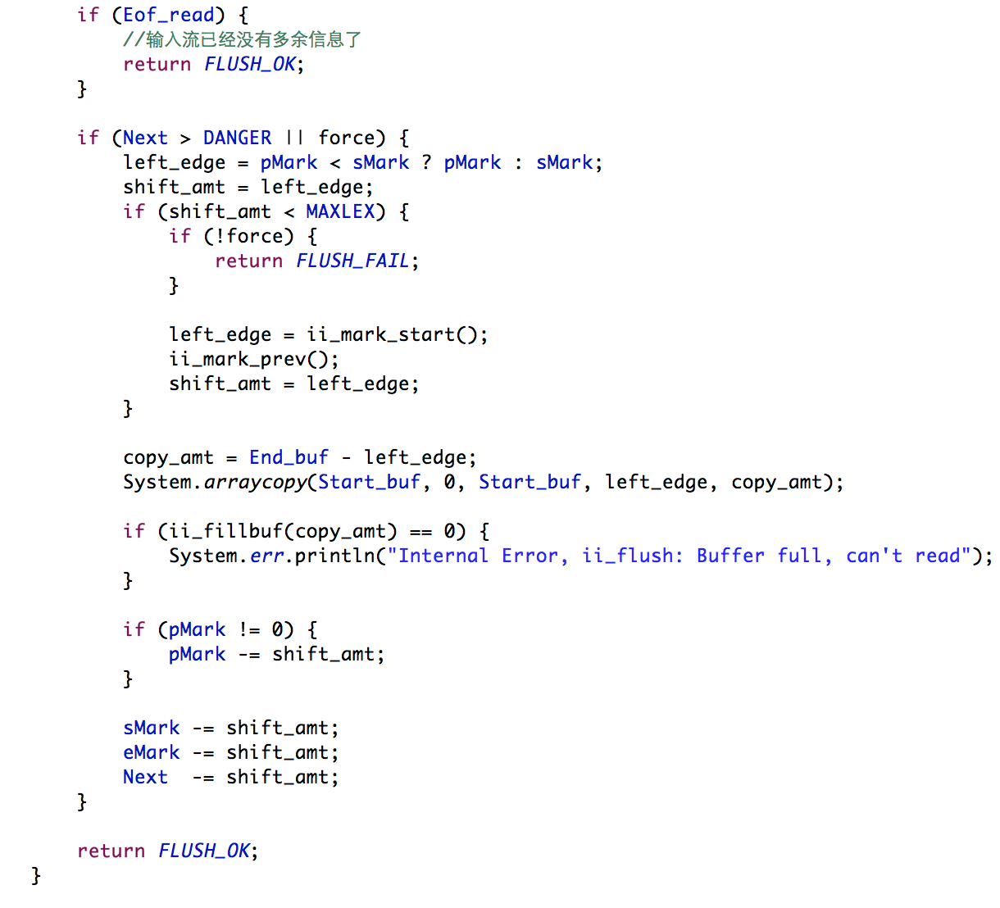 if (Eof_read) {
//输入流已经没有多余信息了
return FLUSH_OK;
}
if (Next > DANGER || force) {
left_edge = pMark < sMark ? pMark : sMark;
shift_amt = left_edge;
if (shift_amt < MAXLEX) {
if (!force) {
return FLUSH_FAIL;
}
left_edge = ii_mark_start();
ii_mark_prev();
shift_amt = left_edge;
}
copy_amt = End_buf - left_edge;
System.arraycopy(Start_buf, 0, Start_buf, left_edge, copy_amt);
if (ii_fillbuf(copy_amt) == 0) {
System.err.println("Internal Error, ii_flush: Buffer full, can't read");
}
if (pMark != 0) {
pMark -= shift_amt;
}
sMark -= shift_amt;
eMark -= shift_amt;
Next  -= shift_amt;
}
return FLUSH_OK;
}